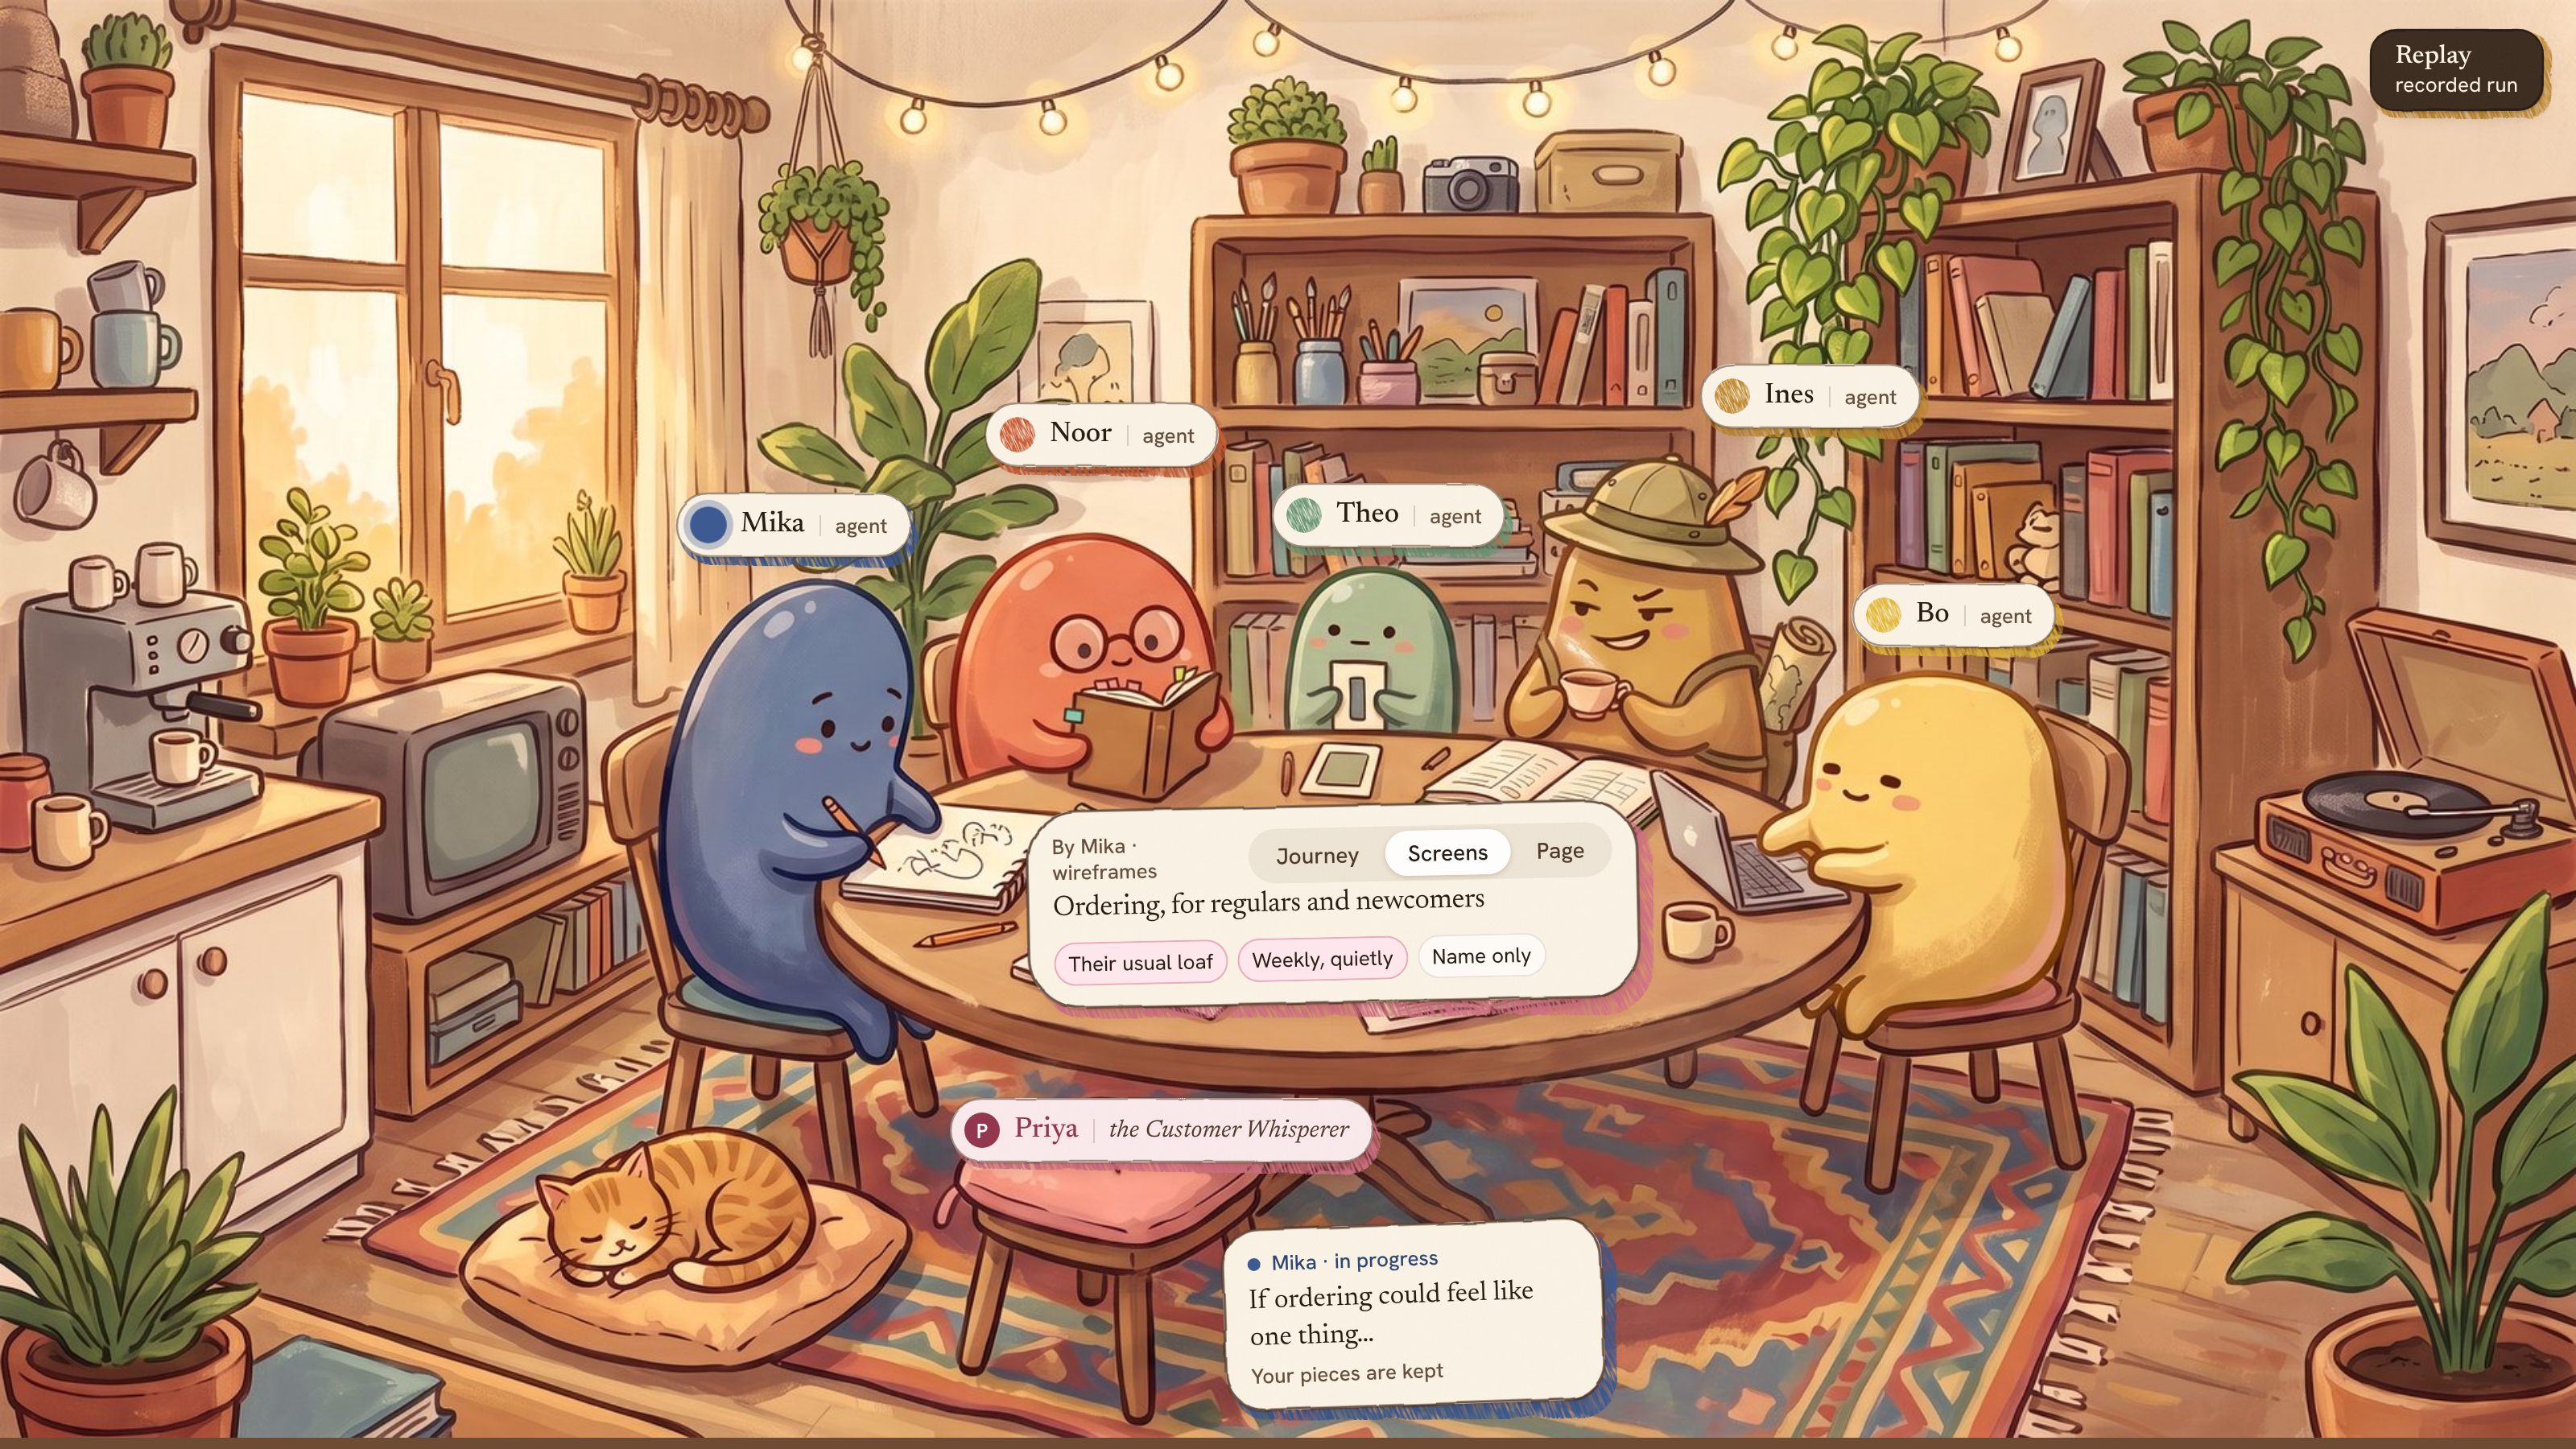 Replay
recorded run
Ines | agent
Noor | agent
Theo | agent
Mika | agent
Bo | agent
By Mika ·
wireframes
Journey
Screens
Page
Ordering, for regulars and newcomers
Their usual loaf
Weekly, quietly
Name only
P
Priya | the Customer Whisperer
Mika · in progress
If ordering could feel like
one thing...
Your pieces are kept